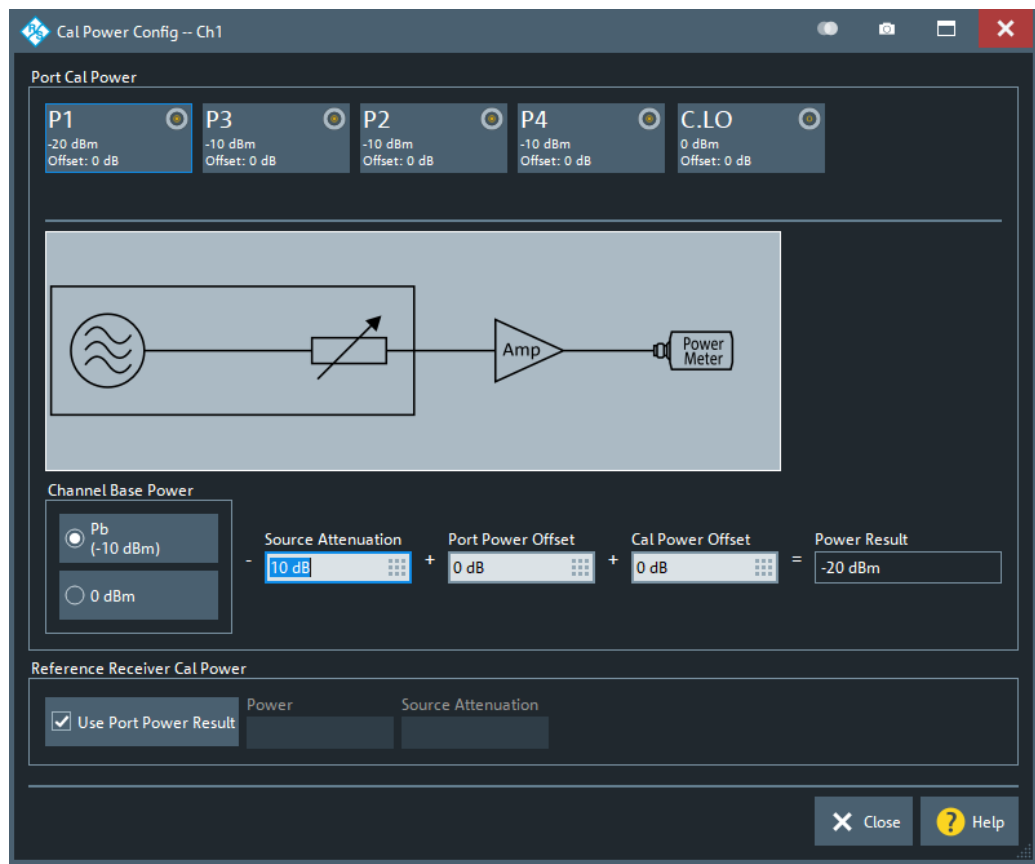 Cal Power Config -- Ch1
Port Cal Power
P1
-20 dBm
Offset: 0 dB
P3
-10 dBm
Offset: 0 dB
P2
-10 dBm
Offset: 0 dB
P4
-10 dBm
Offset: 0 dB
C.LO
0 dBm
Offset: 0 dB
Amp
Power
Meter
Channel Base Power
Pb
(-10 dBm)
0 dBm
-
Source Attenuation
10 dB
+
Port Power Offset
0 dB
+
Cal Power Offset
0 dB
=
Power Result
-20 dBm
Reference Receiver Cal Power
Use Port Power Result
Power
Source Attenuation
Close
? Help